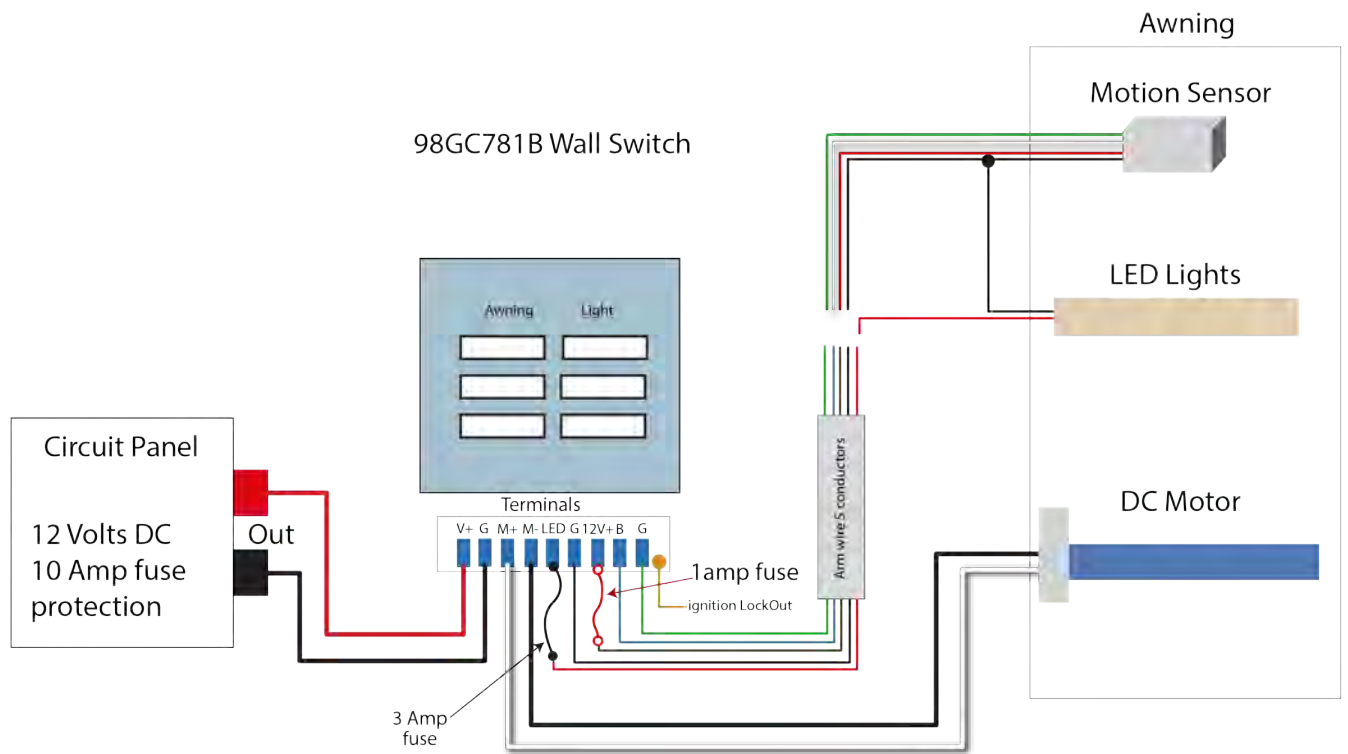 Awning
Motion Sensor
98GC781B Wall Switch
LED Lights
Awning Light
Circuit Panel
12 Volts DC
10 Amp fuse
protection
Out
Terminals
V+ G M+ M- LED G 12V+ B G
1amp fuse
ignition LockOut
Arm wire 5 conductors
DC Motor
3 Amp
fuse